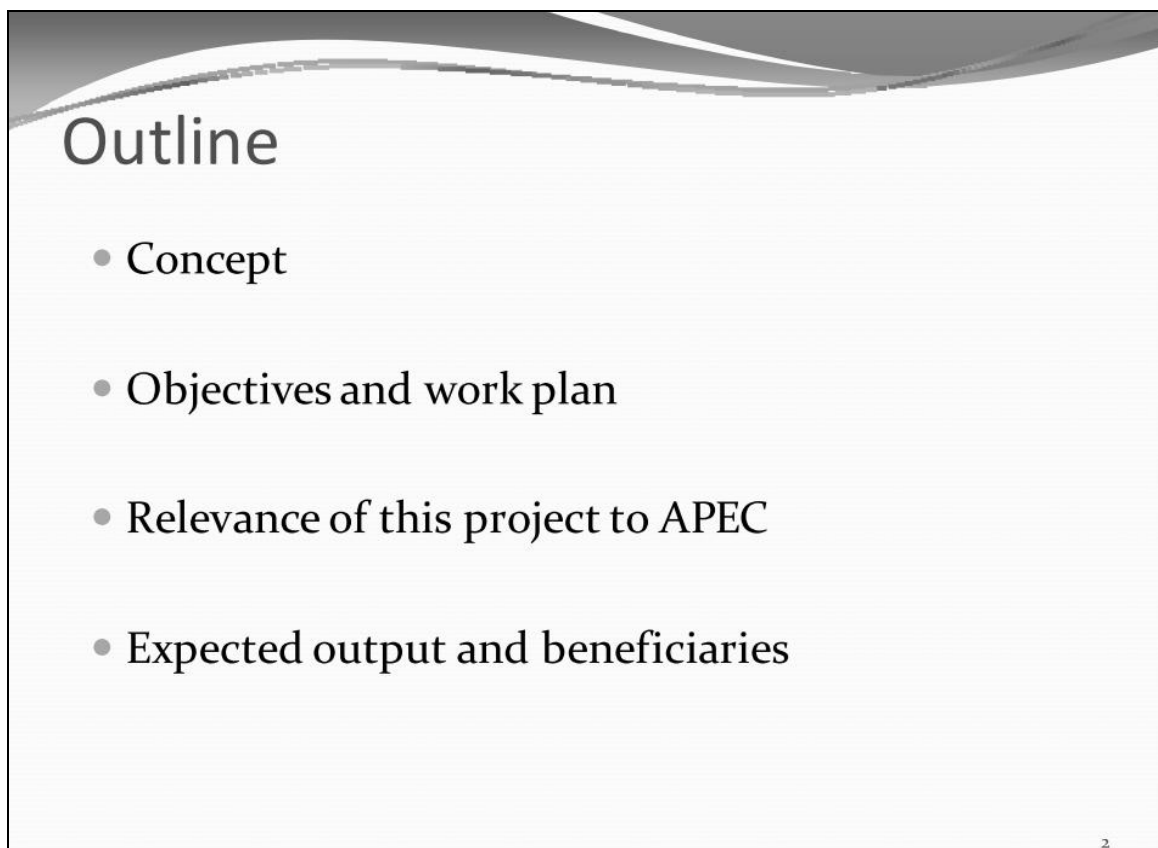 Outline
• Concept
• Objectives and work plan
• Relevance of this project to APEC
• Expected output and beneficiaries
2